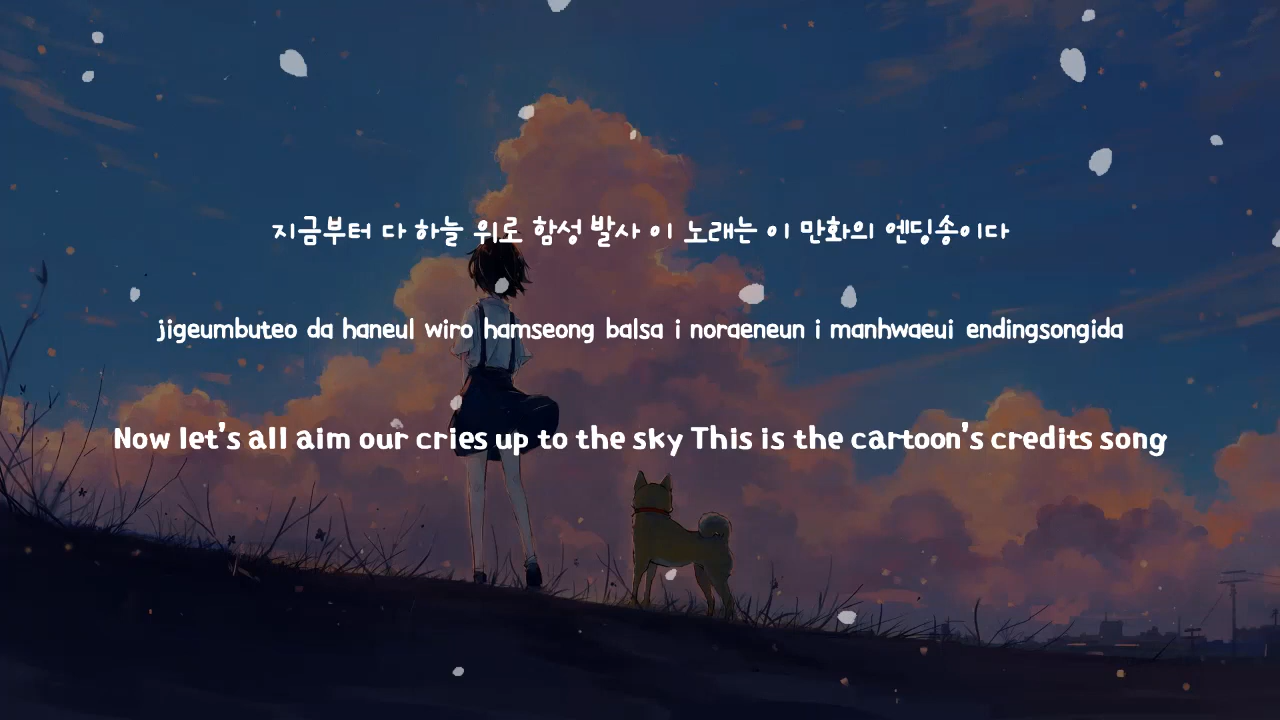 지금부터 다 하늘 위로 함성 발사 이 노래는 이 만화의 엔딩송이다
jigeumbuteo da haneul wiro hamseong balsa i noraeneun i manhwaeui endingsongida
Now let's all aim our cries up to the sky This is the cartoon's credits song